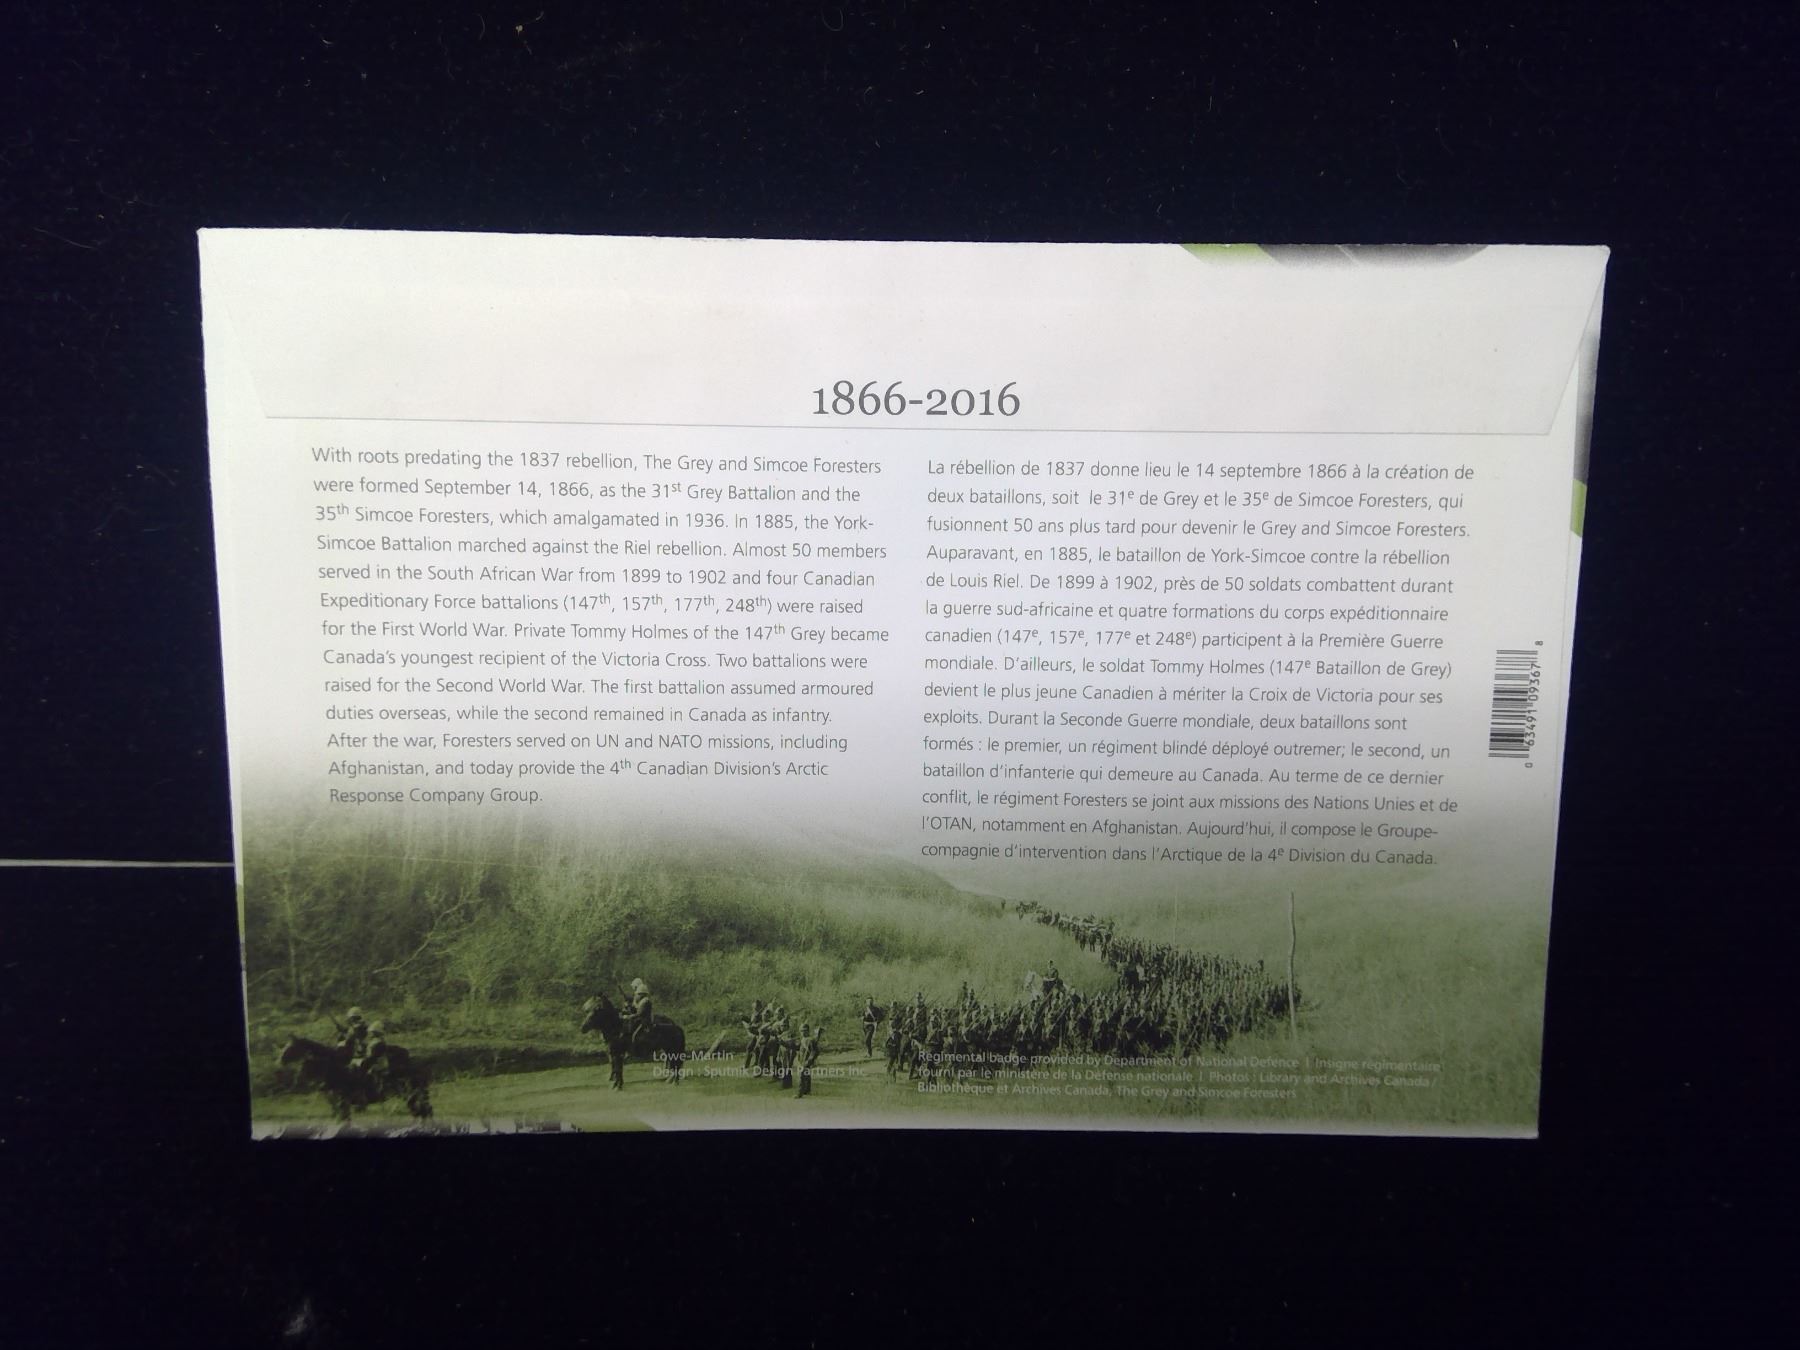 1866-2016
With roots predating the 1837 rebellion, The Grey and Simcoe Foresters
were formed September 14, 1866, as the 31st Grey Battalion and the
35th Simcoe Foresters, which amalgamated in 1936. In 1885, the York-
Simcoe Battalion marched against the Riel rebellion. Almost 50 members
served in the South African War from 1899 to 1902 and four Canadian
Expeditionary Force battalions (147th, 157th, 177th, 248th) were raised
for the First World War. Private Tommy Holmes of the 147th Grey became
Canada's youngest recipient of the Victoria Cross. Two battalions were
raised for the Second World War. The first battalion assumed armoured
duties overseas, while the second remained in Canada as infantry.
After the war, Foresters served on UN and NATO missions, including
Afghanistan, and today provide the 4th Canadian Division's Arctic
Response Company Group.
La rébellion de 1837 donne lieu le 14 septembre 1866 à la création de
deux bataillons, soit le 31e de Grey et le 35e de Simcoe Foresters, qui
fusionnent 50 ans plus tard pour devenir le Grey and Simcoe Foresters.
Auparavant, en 1885, le bataillon de York-Simcoe contre la rébellion
de Louis Riel. De 1899 à 1902, près de 50 soldats combattent durant
la guerre sud-africaine et quatre formations du corps expéditionnaire
canadien (147e, 157e, 177e et 248e) participent à la Première Guerre
mondiale. D'ailleurs, le soldat Tommy Holmes (147e Bataillon de Grey)
devient le plus jeune Canadien à mériter la Croix de Victoria pour ses
exploits. Durant la Seconde Guerre mondiale, deux bataillons sont
formés : le premier, un régiment blindé déployé outremer; le second, un
bataillon d'infanterie qui demeure au Canada. Au terme de ce dernier
conflit, le régiment Foresters se joint aux missions des Nations Unies et de
l'OTAN, notamment en Afghanistan. Aujourd'hui, il compose le Groupe-
compagnie d'intervention dans l'Arctique de la 4e Division du Canada.
0 63491 09367 8
Lowe-Martin
Design : Sputnik Design Partners Inc.
Regimental badge provided by Department of National Defence | Insigne régimentaire
fourni par le ministère de la Défense nationale | Photos : Library and Archives Canada /
Bibliothèque et Archives Canada, The Grey and Simcoe Foresters